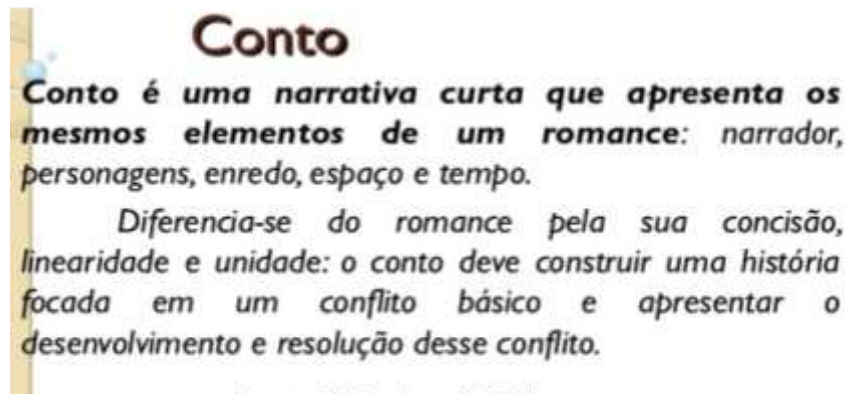 Conto
Conto é uma narrativa curta que apresenta os
mesmos elementos de um romance: narrador,
personagens, enredo, espaço e tempo.
Diferencia-se do romance pela sua concisão,
linearidade e unidade: o conto deve construir uma história
focada em um conflito básico e apresentar o
desenvolvimento e resolução desse conflito.